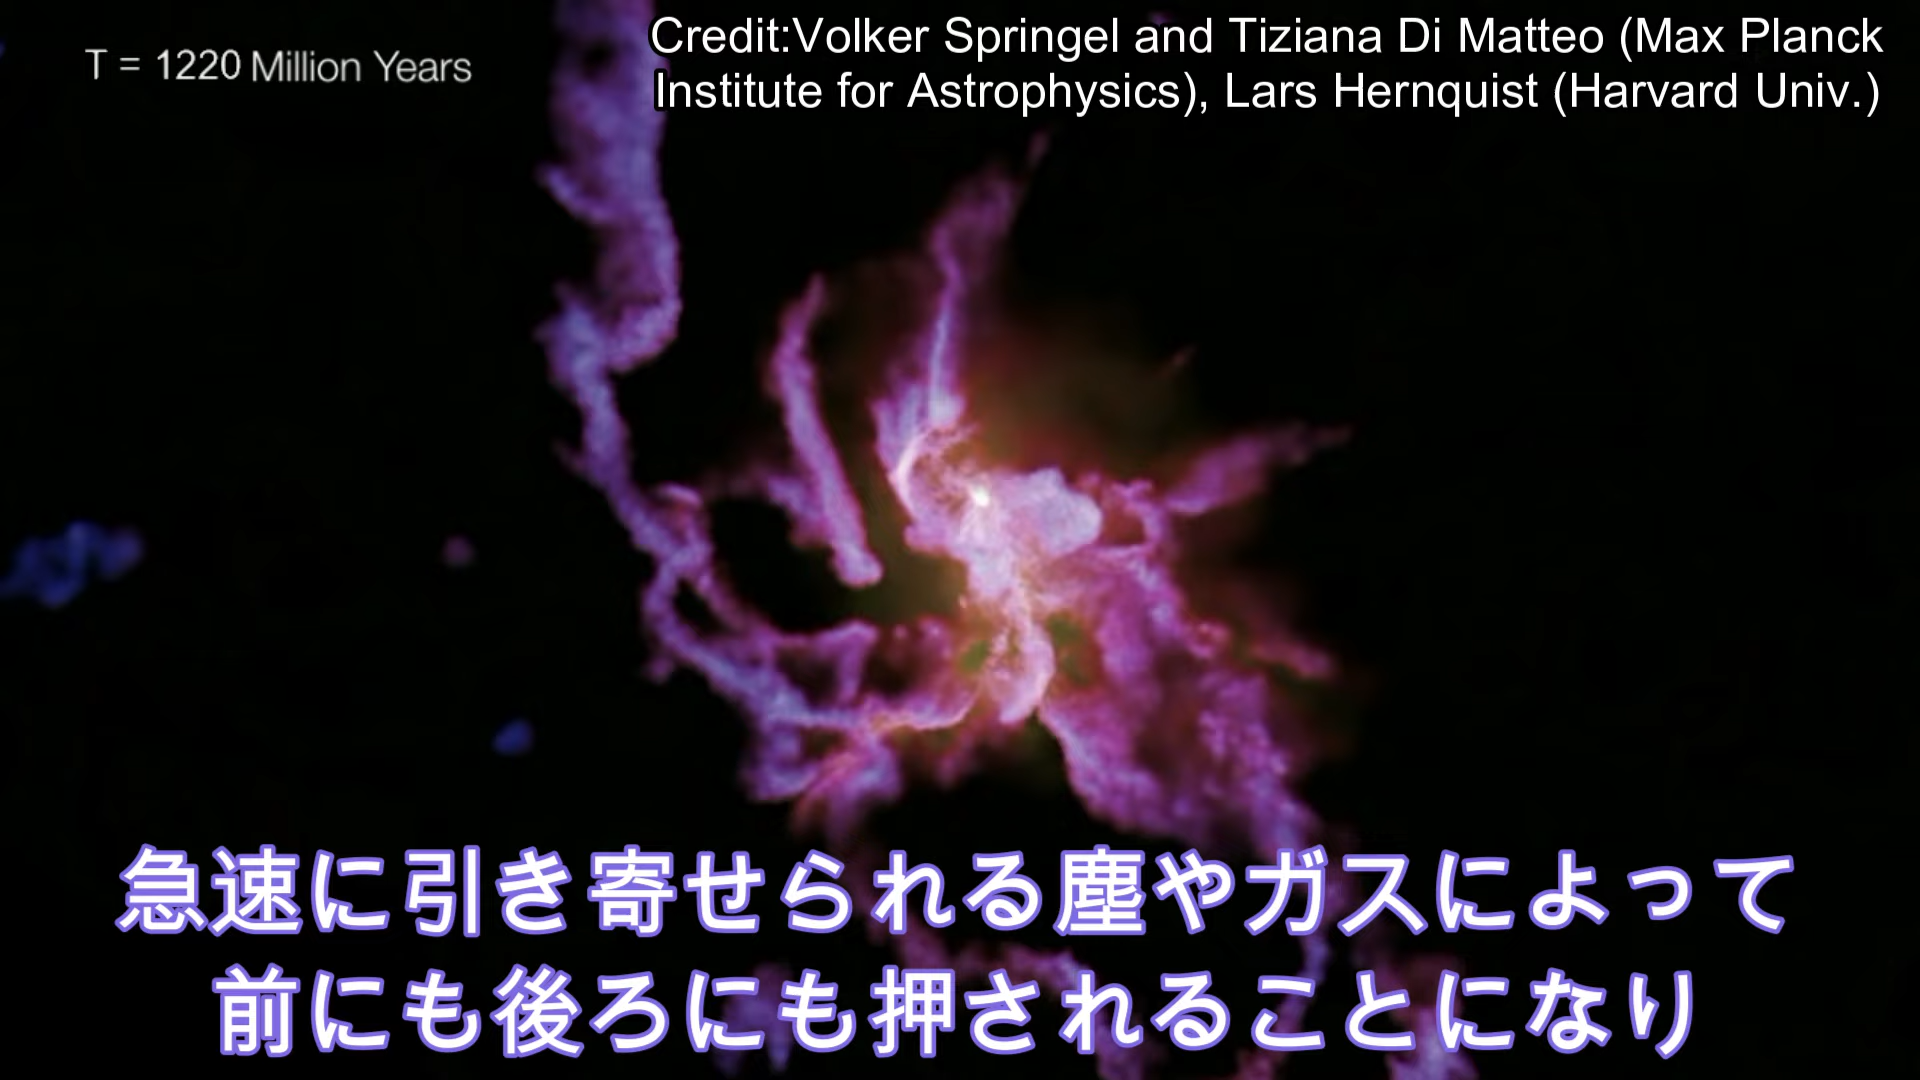 T = 1220 Million Years
Credit:Volker Springel and Tiziana Di Matteo (Max Planck
Institute for Astrophysics), Lars Hernquist (Harvard Univ.)
急速に引き寄せられる塵やガスによって
前にも後ろにも押されることになり